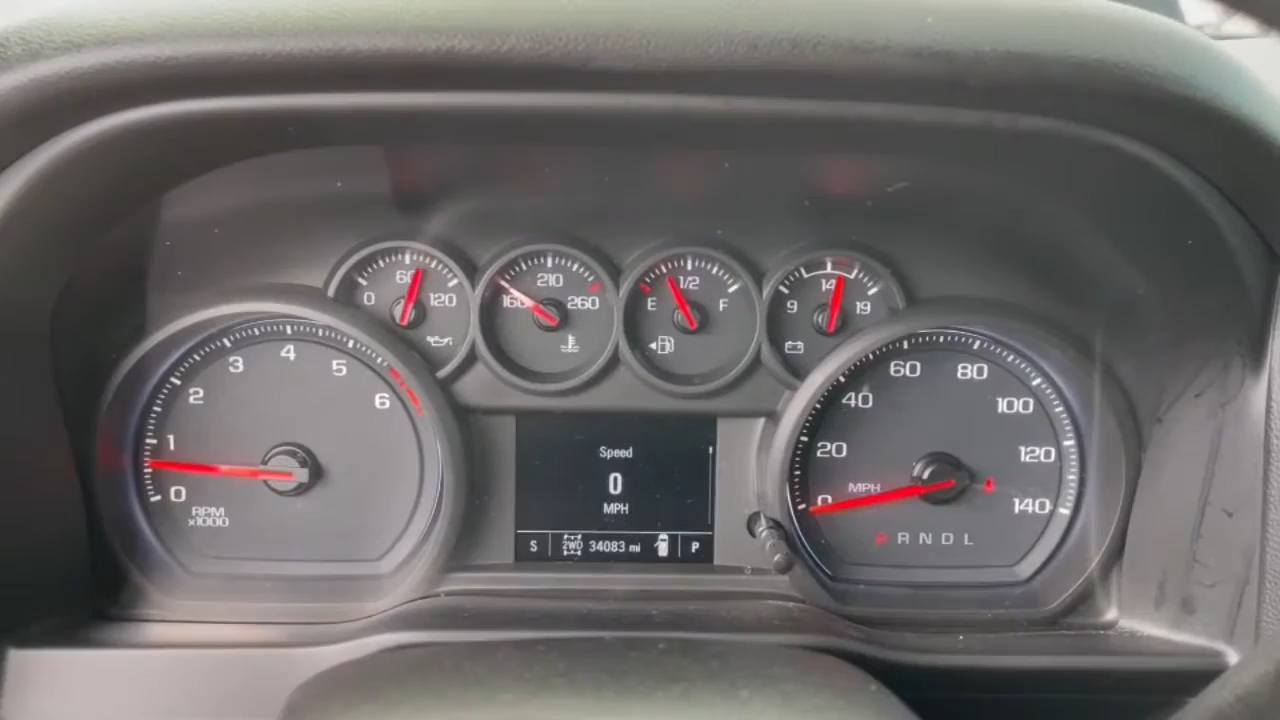 0 60 120
160 210 260
E 1/2 F
9 14 19
0 1 2 3 4 5 6
RPM
x1000
Speed
0
MPH
S 2WD 34083 mi P
0 20 40 60 80 100 120 140
MPH
P R N D L